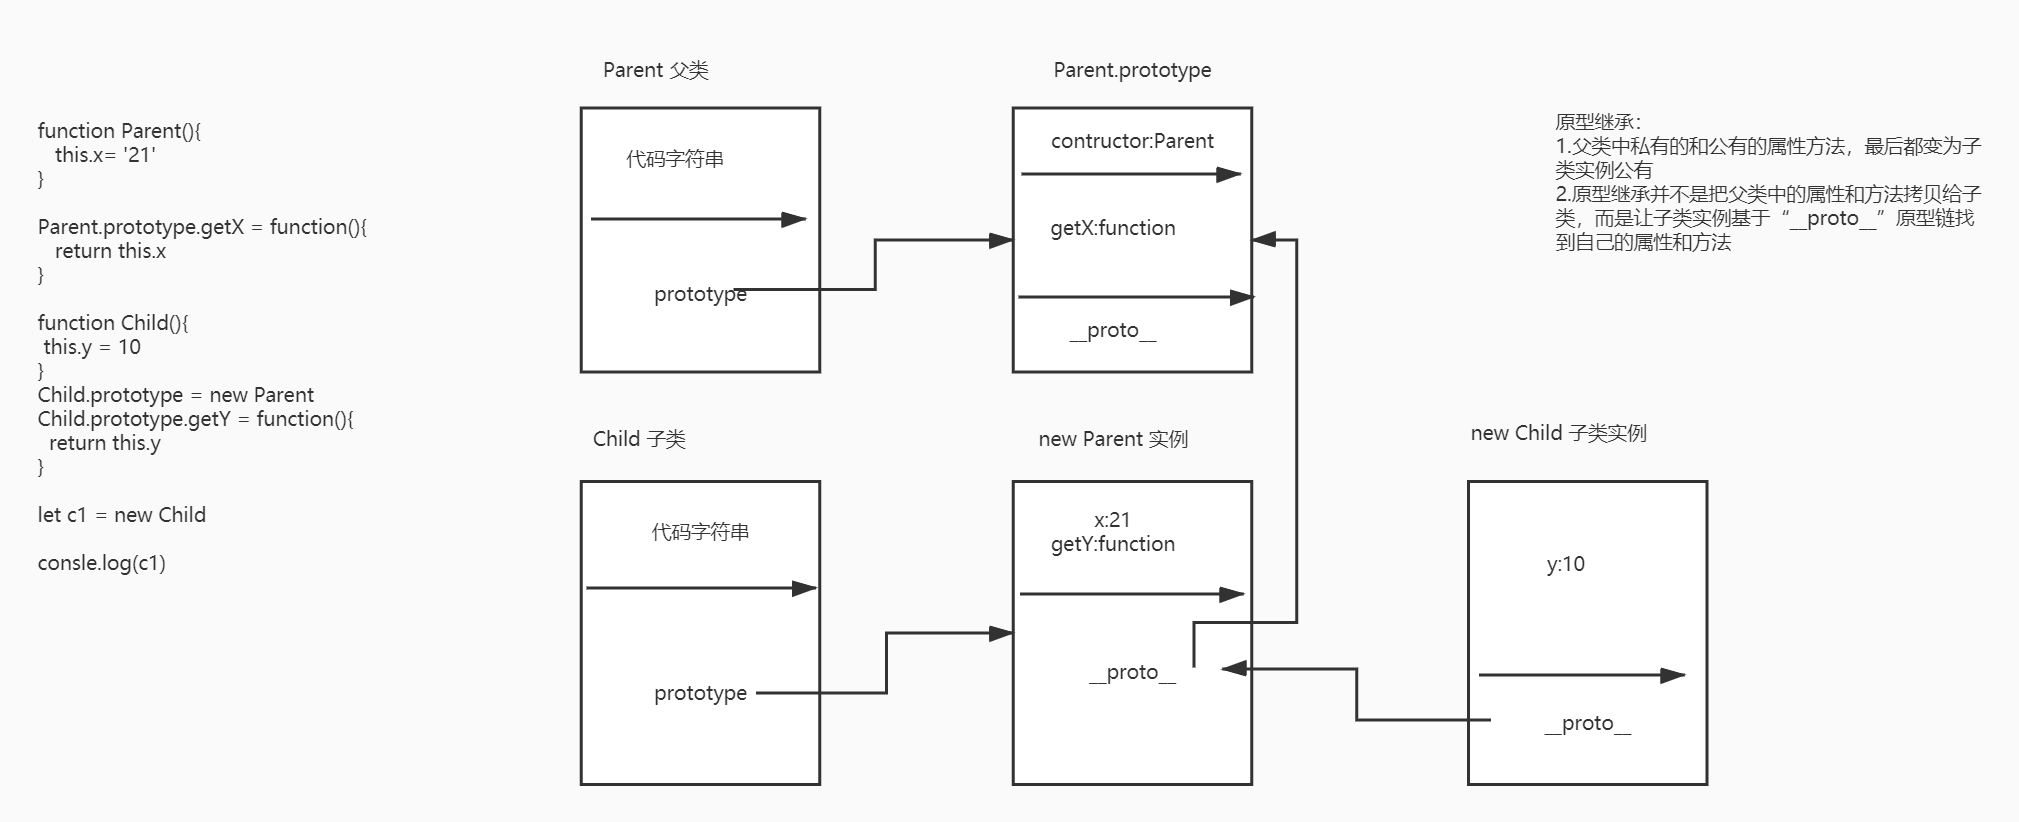 function Parent(){
this.x= '21'
}
Parent.prototype.getX = function(){
return this.x
}
function Child(){
this.y = 10
}
Child.prototype = new Parent
Child.prototype.getY = function(){
return this.y
}
let c1 = new Child
consle.log(c1)
Parent 父类
代码字符串
prototype
Parent.prototype
contructor:Parent
getX:function
__proto__
原型继承：
1.父类中私有的和公有的属性方法，最后都变为子
类实例公有
2.原型继承并不是把父类中的属性和方法拷贝给子
类，而是让子类实例基于“__proto__”原型链找
到自己的属性和方法
Child 子类
代码字符串
prototype
new Parent 实例
x:21
getY:function
__proto__
new Child 子类实例
y:10
__proto__